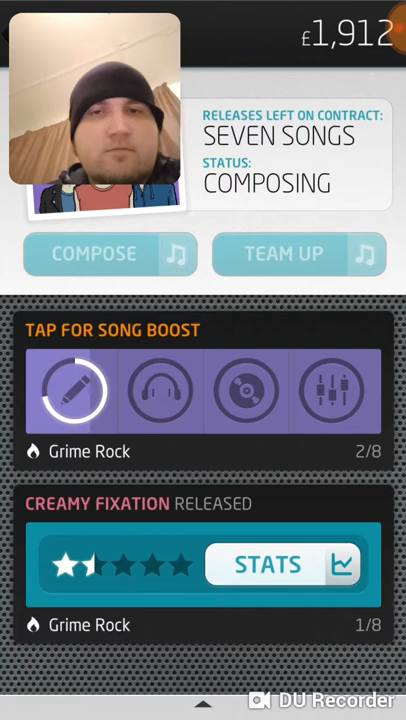 £1,912
RELEASES LEFT ON CONTRACT:
SEVEN SONGS
STATUS:
COMPOSING
COMPOSE
TEAM UP
TAP FOR SONG BOOST
Grime Rock
2/8
CREAMY FIXATION RELEASED
STATS
Grime Rock
1/8
DU Recorder